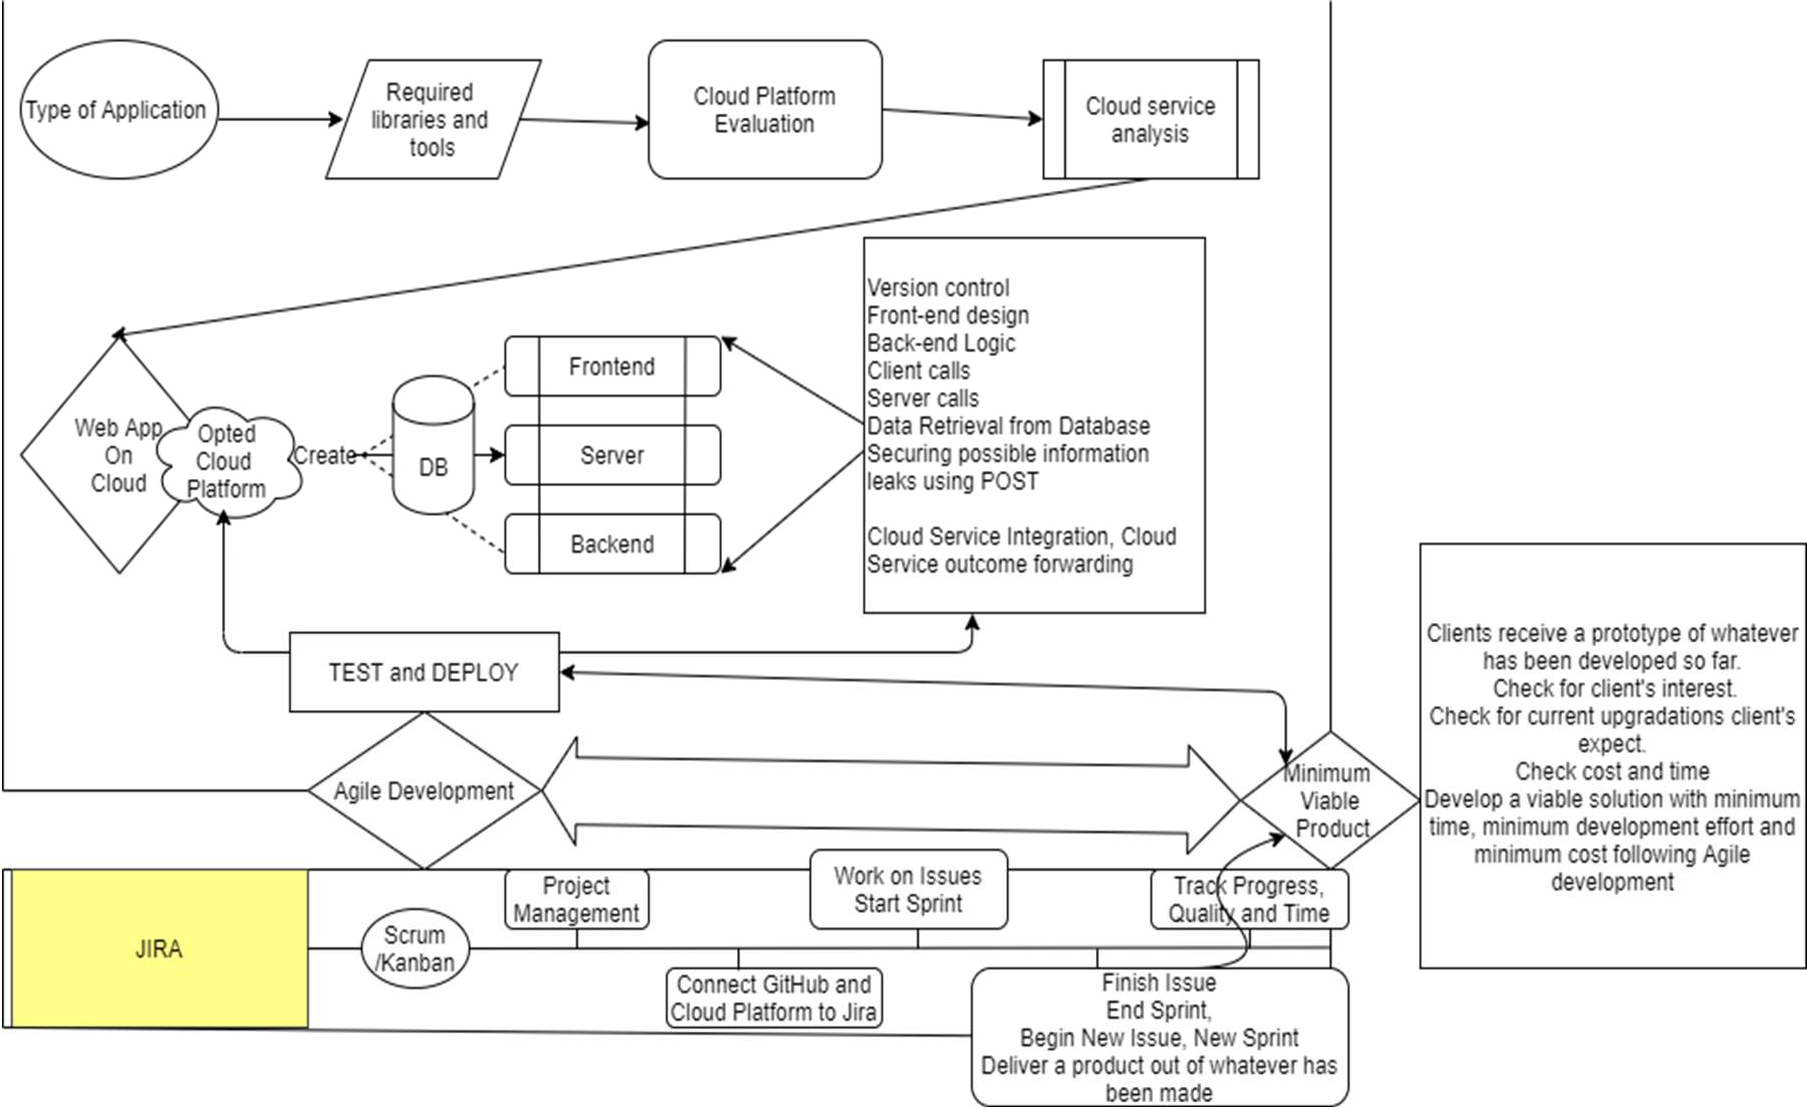 Type of Application
Required
libraries and
tools
Cloud Platform
Evaluation
Cloud service
analysis
Version control
Front-end design
Back-end Logic
Client calls
Server calls
Data Retrieval from Database
Securing possible information
leaks using POST
Cloud Service Integration, Cloud
Service outcome forwarding
Web App
On
Cloud
Opted
Cloud
Platform
Create
DB
Frontend
Server
Backend
TEST and DEPLOY
Agile Development
Minimum
Viable
Product
Clients receive a prototype of whatever
has been developed so far.
Check for client's interest.
Check for current upgradations client's
expect.
Check cost and time
Develop a viable solution with minimum
time, minimum development effort and
minimum cost following Agile
development
JIRA
Scrum
/Kanban
Project
Management
Connect GitHub and
Cloud Platform to Jira
Work on Issues
Start Sprint
Track Progress,
Quality and Time
Finish Issue
End Sprint,
Begin New Issue, New Sprint
Deliver a product out of whatever has
been made